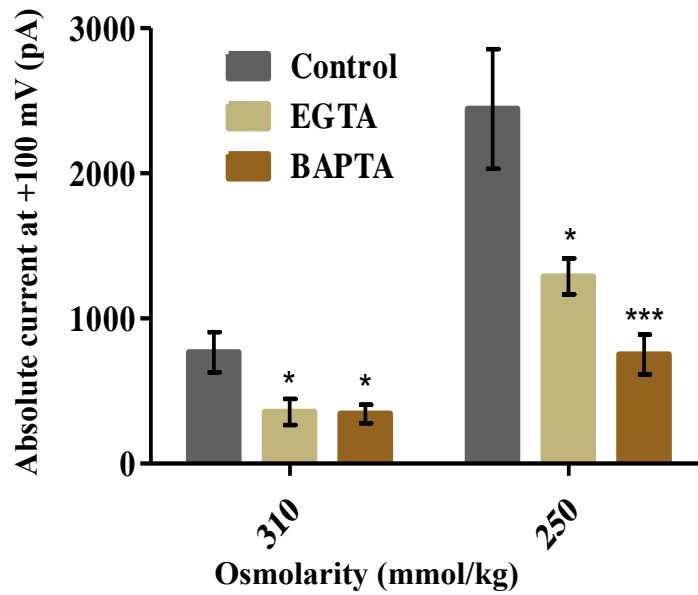 Absolute current at +100 mV (pA)
3000
2000
1000
0
Control
EGTA
BAPTA
*
*
*
***
310
250
Osmolarity (mmol/kg)